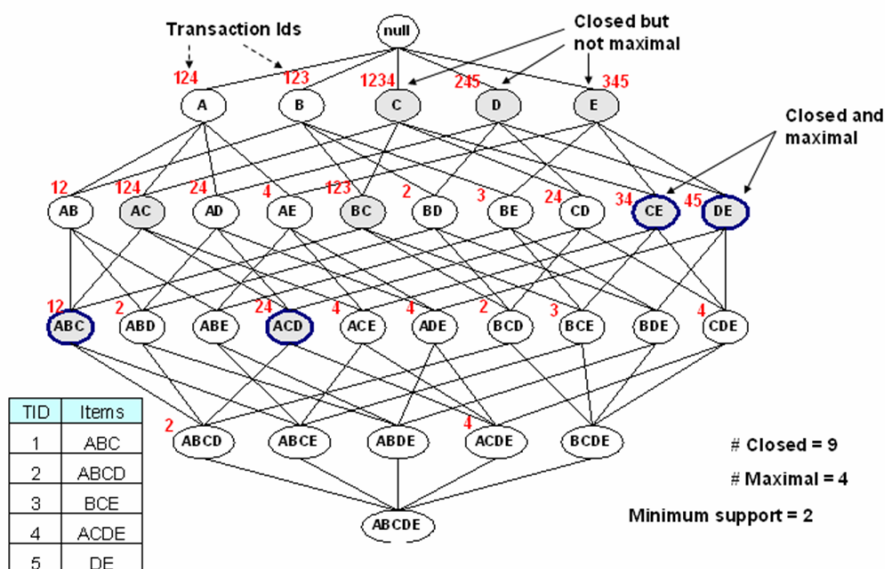 null
Transaction Ids
Closed but
not maximal
124
123
1234
245
345
A
B
C
D
E
Closed and
maximal
12
124
24
4
123
2
3
24
34
45
AB
AC
AD
AE
BC
BD
BE
CD
CE
DE
12
2
24
4
4
2
3
4
ABC
ABD
ABE
ACD
ACE
ADE
BCD
BCE
BDE
CDE
2
4
ABCD
ABCE
ABDE
ACDE
BCDE
ABCDE
TID Items
1 ABC
2 ABCD
3 BCE
4 ACDE
5 DE
# Closed = 9
# Maximal = 4
Minimum support = 2